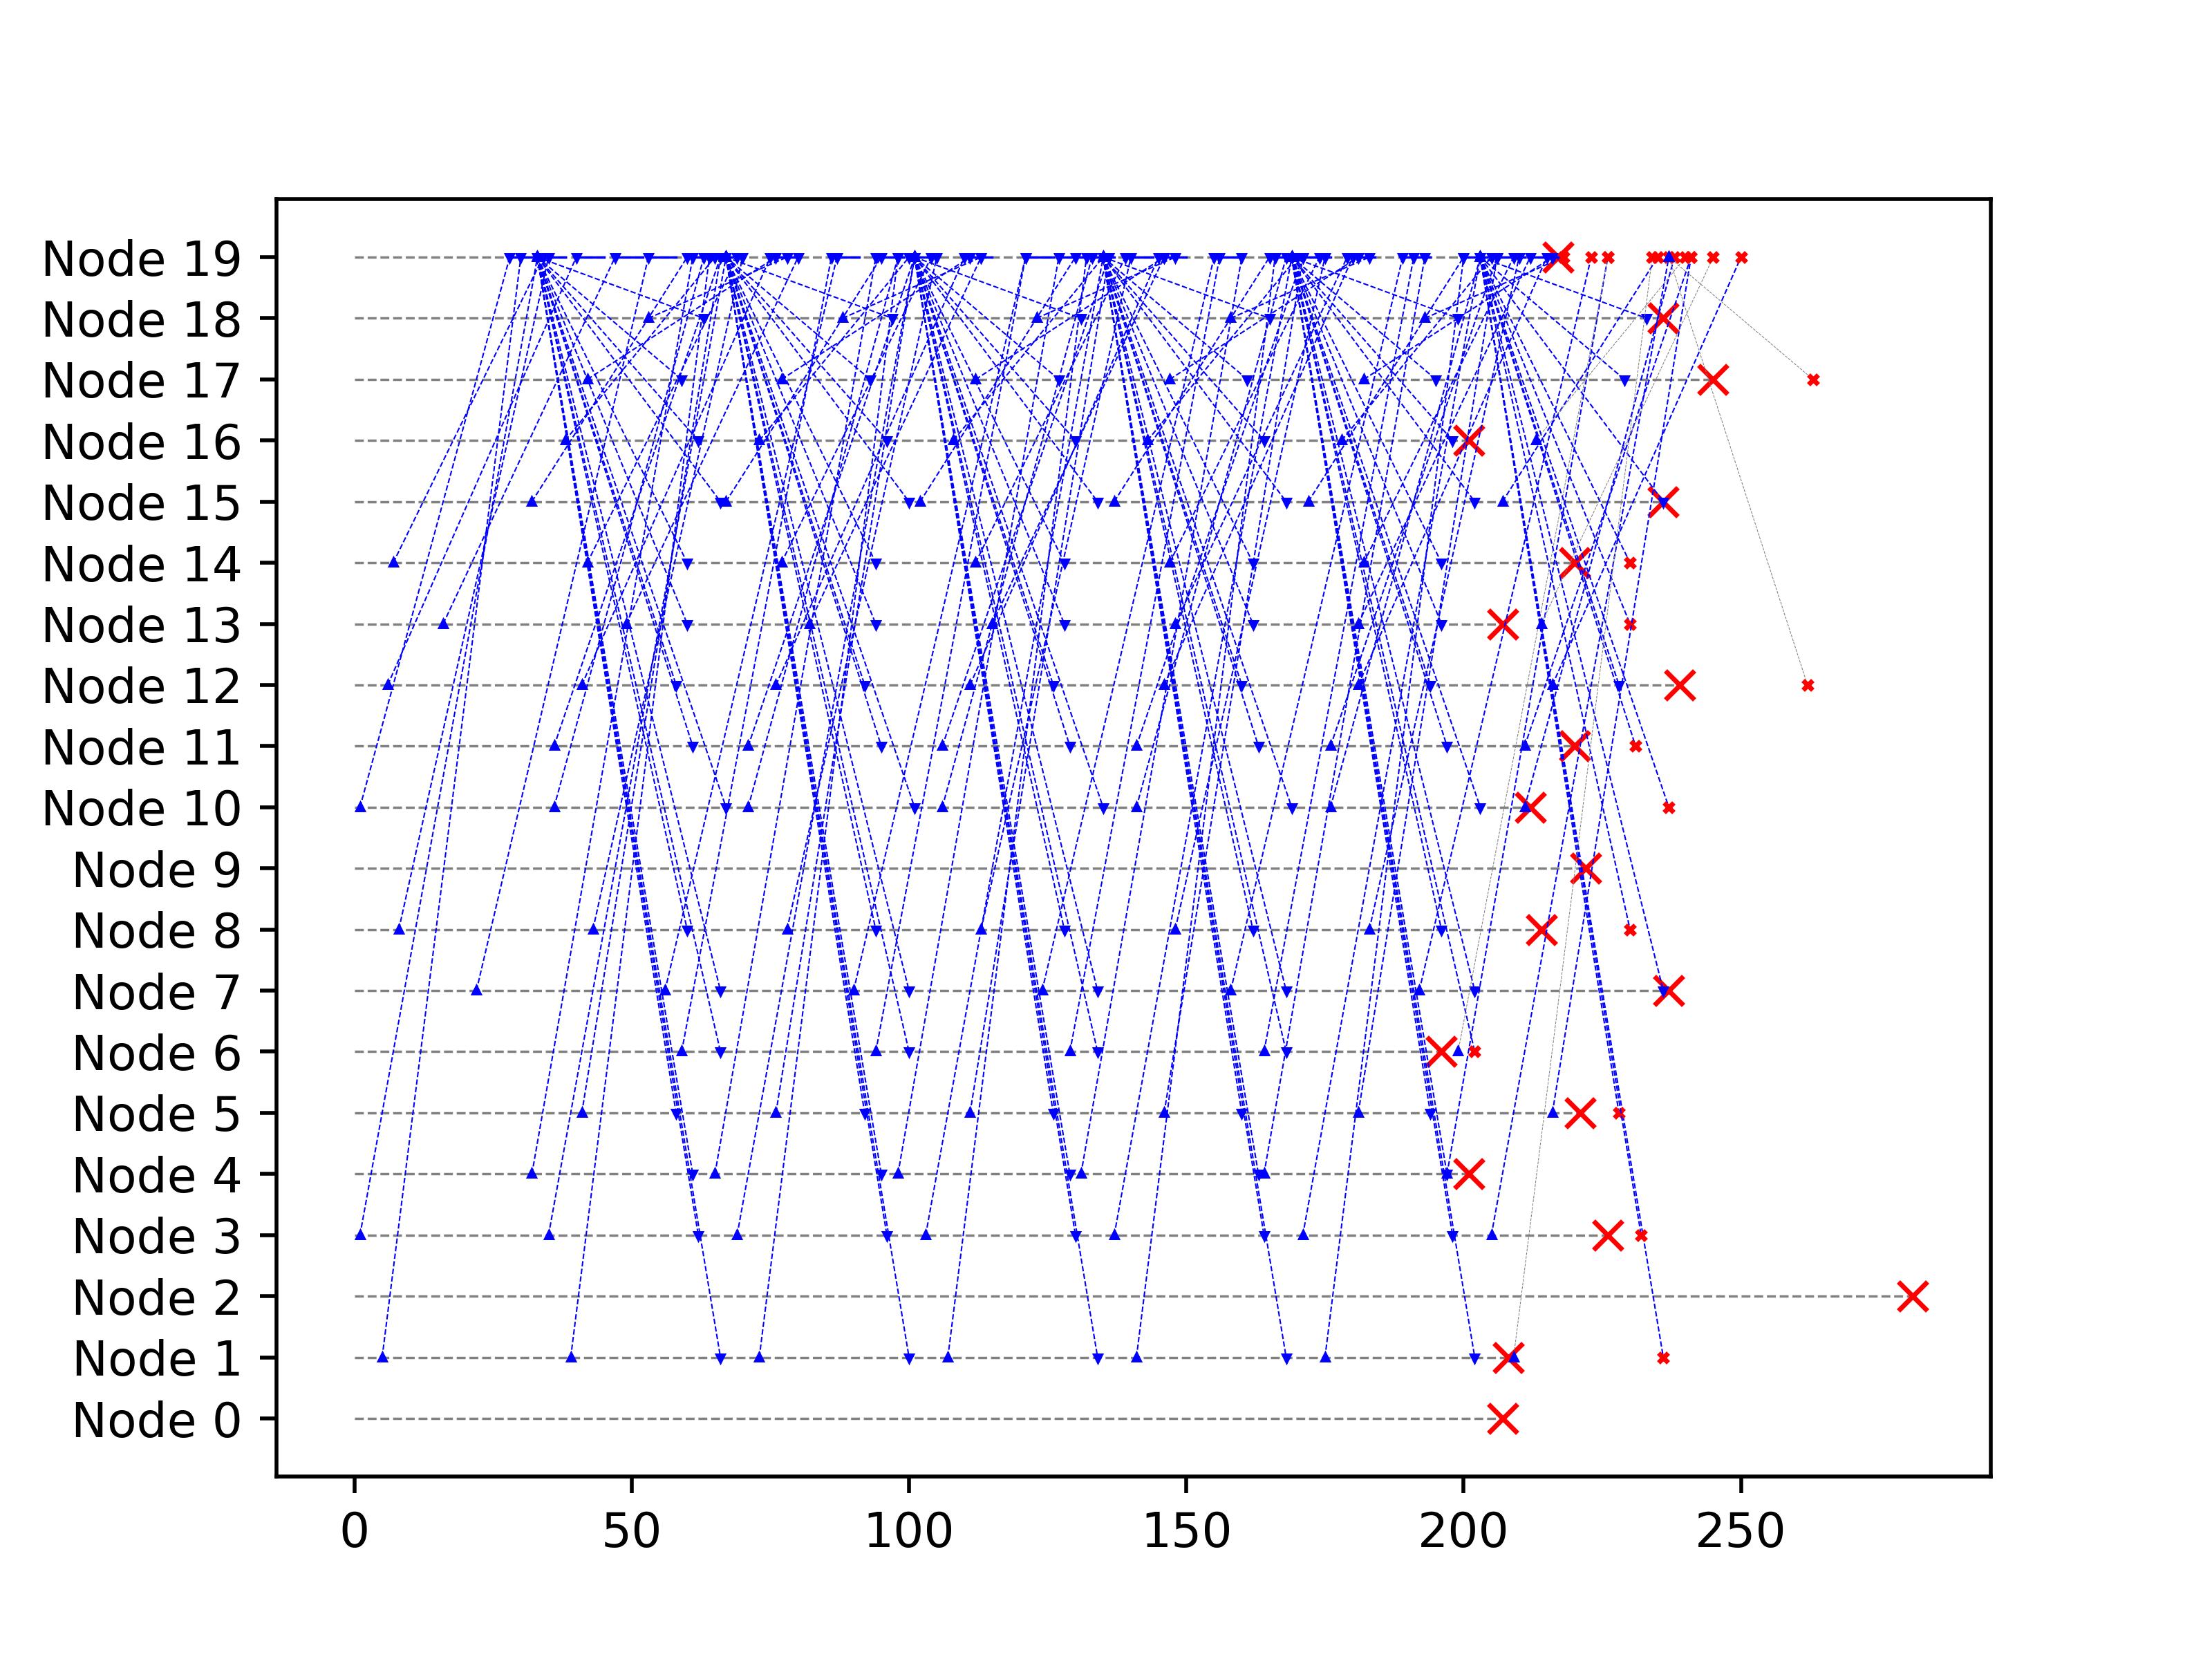 Node 19
Node 18
Node 17
Node 16
Node 15
Node 14
Node 13
Node 12
Node 11
Node 10
Node 9
Node 8
Node 7
Node 6
Node 5
Node 4
Node 3
Node 2
Node 1
Node 0
0 50 100 150 200 250